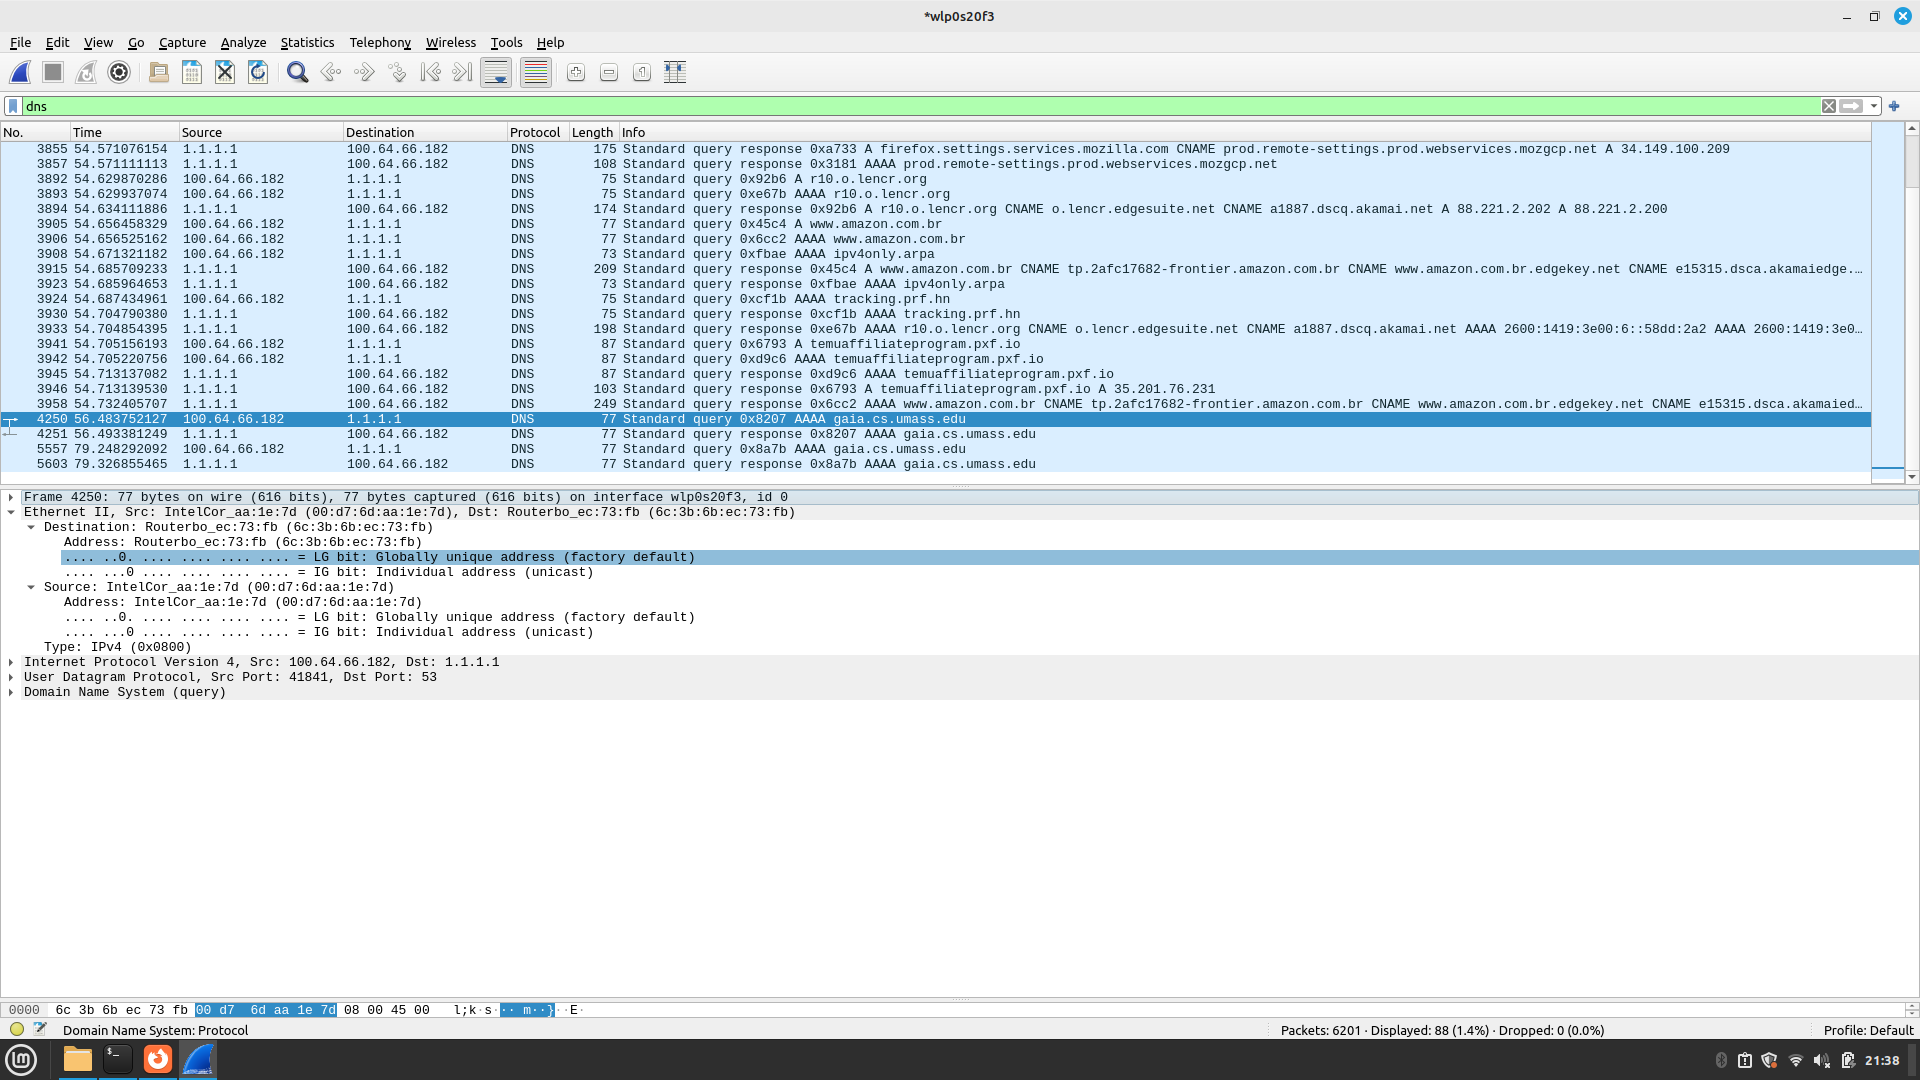 *wlp0s20f3
File Edit View Go Capture Analyze Statistics Telephony Wireless Tools Help
dns
No. Time Source Destination Protocol Length Info
3855 54.571076154 1.1.1.1 100.64.66.182 DNS 175 Standard query response 0xa733 A firefox.settings.services.mozilla.com CNAME prod.remote-settings.prod.webservices.mozgcp.net A 34.149.100.209
3857 54.571111113 1.1.1.1 100.64.66.182 DNS 108 Standard query response 0x3181 AAAA prod.remote-settings.prod.webservices.mozgcp.net
3892 54.629870286 100.64.66.182 1.1.1.1 DNS 75 Standard query 0x92b6 A r10.o.lencr.org
3893 54.629937074 100.64.66.182 1.1.1.1 DNS 75 Standard query 0xe67b AAAA r10.o.lencr.org
3894 54.634111886 1.1.1.1 100.64.66.182 DNS 174 Standard query response 0x92b6 A r10.o.lencr.org CNAME o.lencr.edgesuite.net CNAME a1887.dscq.akamai.net A 88.221.2.202 A 88.221.2.200
3905 54.656458329 100.64.66.182 1.1.1.1 DNS 77 Standard query 0x45c4 A www.amazon.com.br
3906 54.656525162 100.64.66.182 1.1.1.1 DNS 77 Standard query 0x6cc2 AAAA www.amazon.com.br
3908 54.671321182 100.64.66.182 1.1.1.1 DNS 73 Standard query 0xfbae AAAA ipv4only.arpa
3915 54.685709233 1.1.1.1 100.64.66.182 DNS 209 Standard query response 0x45c4 A www.amazon.com.br CNAME tp.2afc17682-frontier.amazon.com.br CNAME www.amazon.com.br.edgekey.net CNAME e15315.dsca.akamaiedge.…
3923 54.685964653 1.1.1.1 100.64.66.182 DNS 73 Standard query response 0xfbae AAAA ipv4only.arpa
3924 54.687434961 100.64.66.182 1.1.1.1 DNS 75 Standard query 0xcf1b AAAA tracking.prf.hn
3930 54.704790380 1.1.1.1 100.64.66.182 DNS 75 Standard query response 0xcf1b AAAA tracking.prf.hn
3933 54.704854395 1.1.1.1 100.64.66.182 DNS 198 Standard query response 0xe67b AAAA r10.o.lencr.org CNAME o.lencr.edgesuite.net CNAME a1887.dscq.akamai.net AAAA 2600:1419:3e00:6::58dd:2a2 AAAA 2600:1419:3e0…
3941 54.705156193 100.64.66.182 1.1.1.1 DNS 87 Standard query 0x6793 A temuaffiliateprogram.pxf.io
3942 54.705220756 100.64.66.182 1.1.1.1 DNS 87 Standard query 0xd9c6 AAAA temuaffiliateprogram.pxf.io
3945 54.713137082 1.1.1.1 100.64.66.182 DNS 87 Standard query response 0xd9c6 AAAA temuaffiliateprogram.pxf.io
3946 54.713139530 1.1.1.1 100.64.66.182 DNS 103 Standard query response 0x6793 A temuaffiliateprogram.pxf.io A 35.201.76.231
3958 54.732405707 1.1.1.1 100.64.66.182 DNS 249 Standard query response 0x6cc2 AAAA www.amazon.com.br CNAME tp.2afc17682-frontier.amazon.com.br CNAME www.amazon.com.br.edgekey.net CNAME e15315.dsca.akamaied…
4250 56.483752127 100.64.66.182 1.1.1.1 DNS 77 Standard query 0x8207 AAAA gaia.cs.umass.edu
4251 56.493381249 1.1.1.1 100.64.66.182 DNS 77 Standard query response 0x8207 AAAA gaia.cs.umass.edu
5557 79.248292092 100.64.66.182 1.1.1.1 DNS 77 Standard query 0x8a7b AAAA gaia.cs.umass.edu
5603 79.326855465 1.1.1.1 100.64.66.182 DNS 77 Standard query response 0x8a7b AAAA gaia.cs.umass.edu
Frame 4250: 77 bytes on wire (616 bits), 77 bytes captured (616 bits) on interface wlp0s20f3, id 0
Ethernet II, Src: IntelCor_aa:1e:7d (00:d7:6d:aa:1e:7d), Dst: Routerbo_ec:73:fb (6c:3b:6b:ec:73:fb)
Destination: Routerbo_ec:73:fb (6c:3b:6b:ec:73:fb)
Address: Routerbo_ec:73:fb (6c:3b:6b:ec:73:fb)
.... ..0. .... .... .... .... = LG bit: Globally unique address (factory default)
.... ...0 .... .... .... .... = IG bit: Individual address (unicast)
Source: IntelCor_aa:1e:7d (00:d7:6d:aa:1e:7d)
Address: IntelCor_aa:1e:7d (00:d7:6d:aa:1e:7d)
.... ..0. .... .... .... .... = LG bit: Globally unique address (factory default)
.... ...0 .... .... .... .... = IG bit: Individual address (unicast)
Type: IPv4 (0x0800)
Internet Protocol Version 4, Src: 100.64.66.182, Dst: 1.1.1.1
User Datagram Protocol, Src Port: 41841, Dst Port: 53
Domain Name System (query)
0000 6c 3b 6b ec 73 fb 00 d7 6d aa 1e 7d 08 00 45 00 l;k·s··· m··}··E·
Domain Name System: Protocol
Packets: 6201 · Displayed: 88 (1.4%) · Dropped: 0 (0.0%)
Profile: Default
21:38